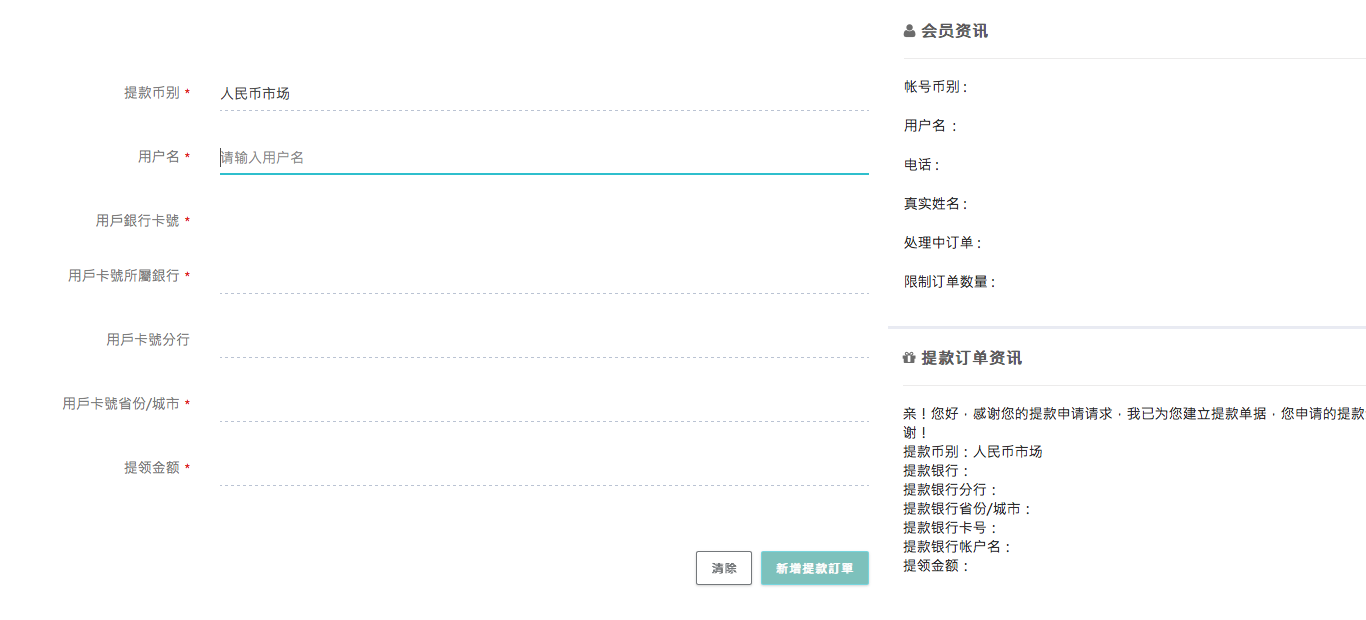 提款币别 *
人民币市场
用户名 *
请输入用户名
用戶銀行卡號 *
用戶卡號所屬銀行 *
用戶卡號分行
用戶卡號省份/城市 *
提领金额 *
清除
新增提款訂單
会员资讯
帐号币别：
用户名 ：
电话：
真实姓名：
处理中订单：
限制订单数量：
提款订单资讯
亲！您好，感谢您的提款申请请求，我已为您建立提款单据，您申请的提款
谢！
提款币别：人民币市场
提款银行：
提款银行分行：
提款银行省份/城市：
提款银行卡号：
提款银行帐户名：
提领金额：